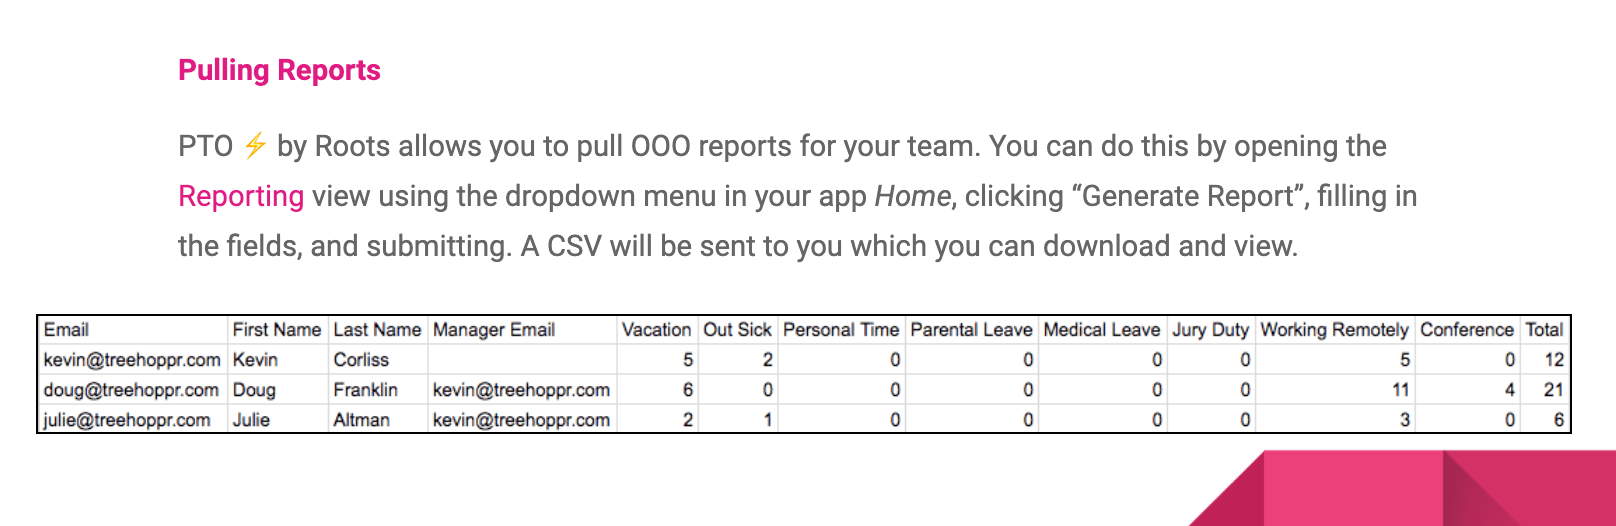 Pulling Reports
PTO ⚡ by Roots allows you to pull OOO reports for your team. You can do this by opening the
Reporting view using the dropdown menu in your app Home, clicking “Generate Report”, filling in
the fields, and submitting. A CSV will be sent to you which you can download and view.
Email First Name Last Name Manager Email Vacation Out Sick Personal Time Parental Leave Medical Leave Jury Duty Working Remotely Conference Total
kevin@treehoppr.com Kevin Corliss 5 2 0 0 0 0 5 0 12
doug@treehoppr.com Doug Franklin kevin@treehoppr.com 6 0 0 0 0 0 11 4 21
julie@treehoppr.com Julie Altman kevin@treehoppr.com 2 1 0 0 0 0 3 0 6